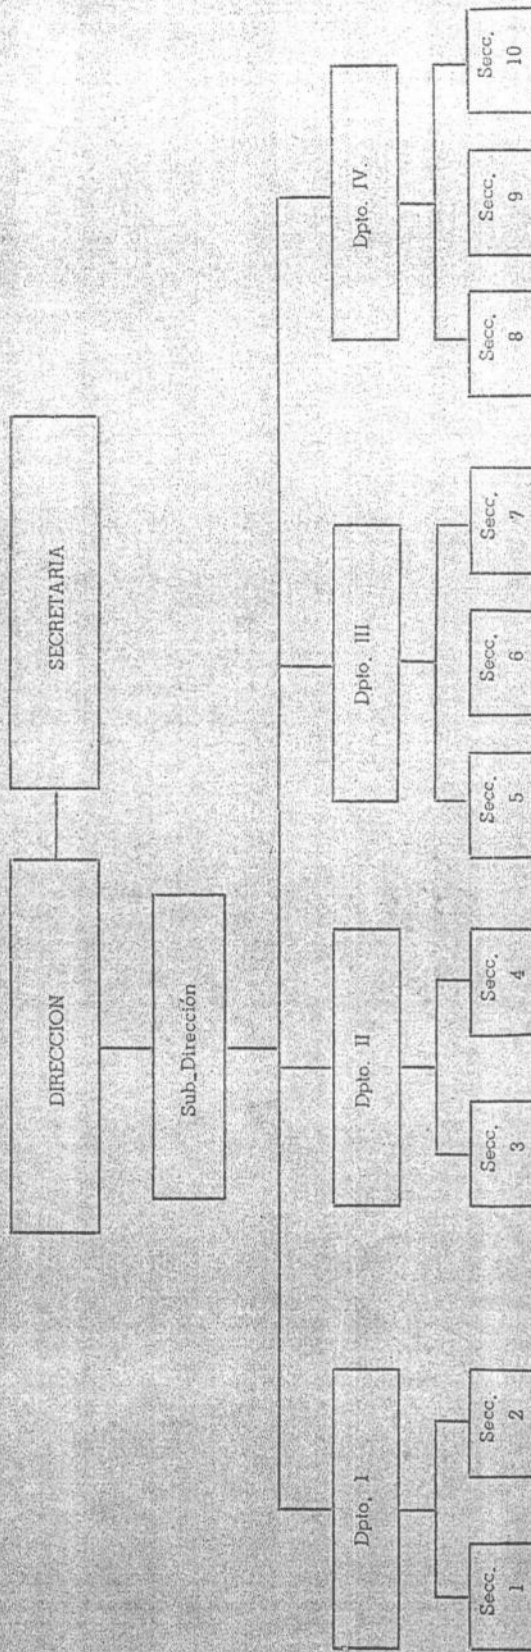 DIRECCION
SECRETARIA
Sub_Dirección
Dpto, I
Dpto. II
Dpto. III
Dpto. IV.
Secc.
1
Secc.
2
Secc.
3
Secc.
4
Secc.
5
Secc.
6
Secc.
7
Secc.
8
Secc.
9
Secc.
10